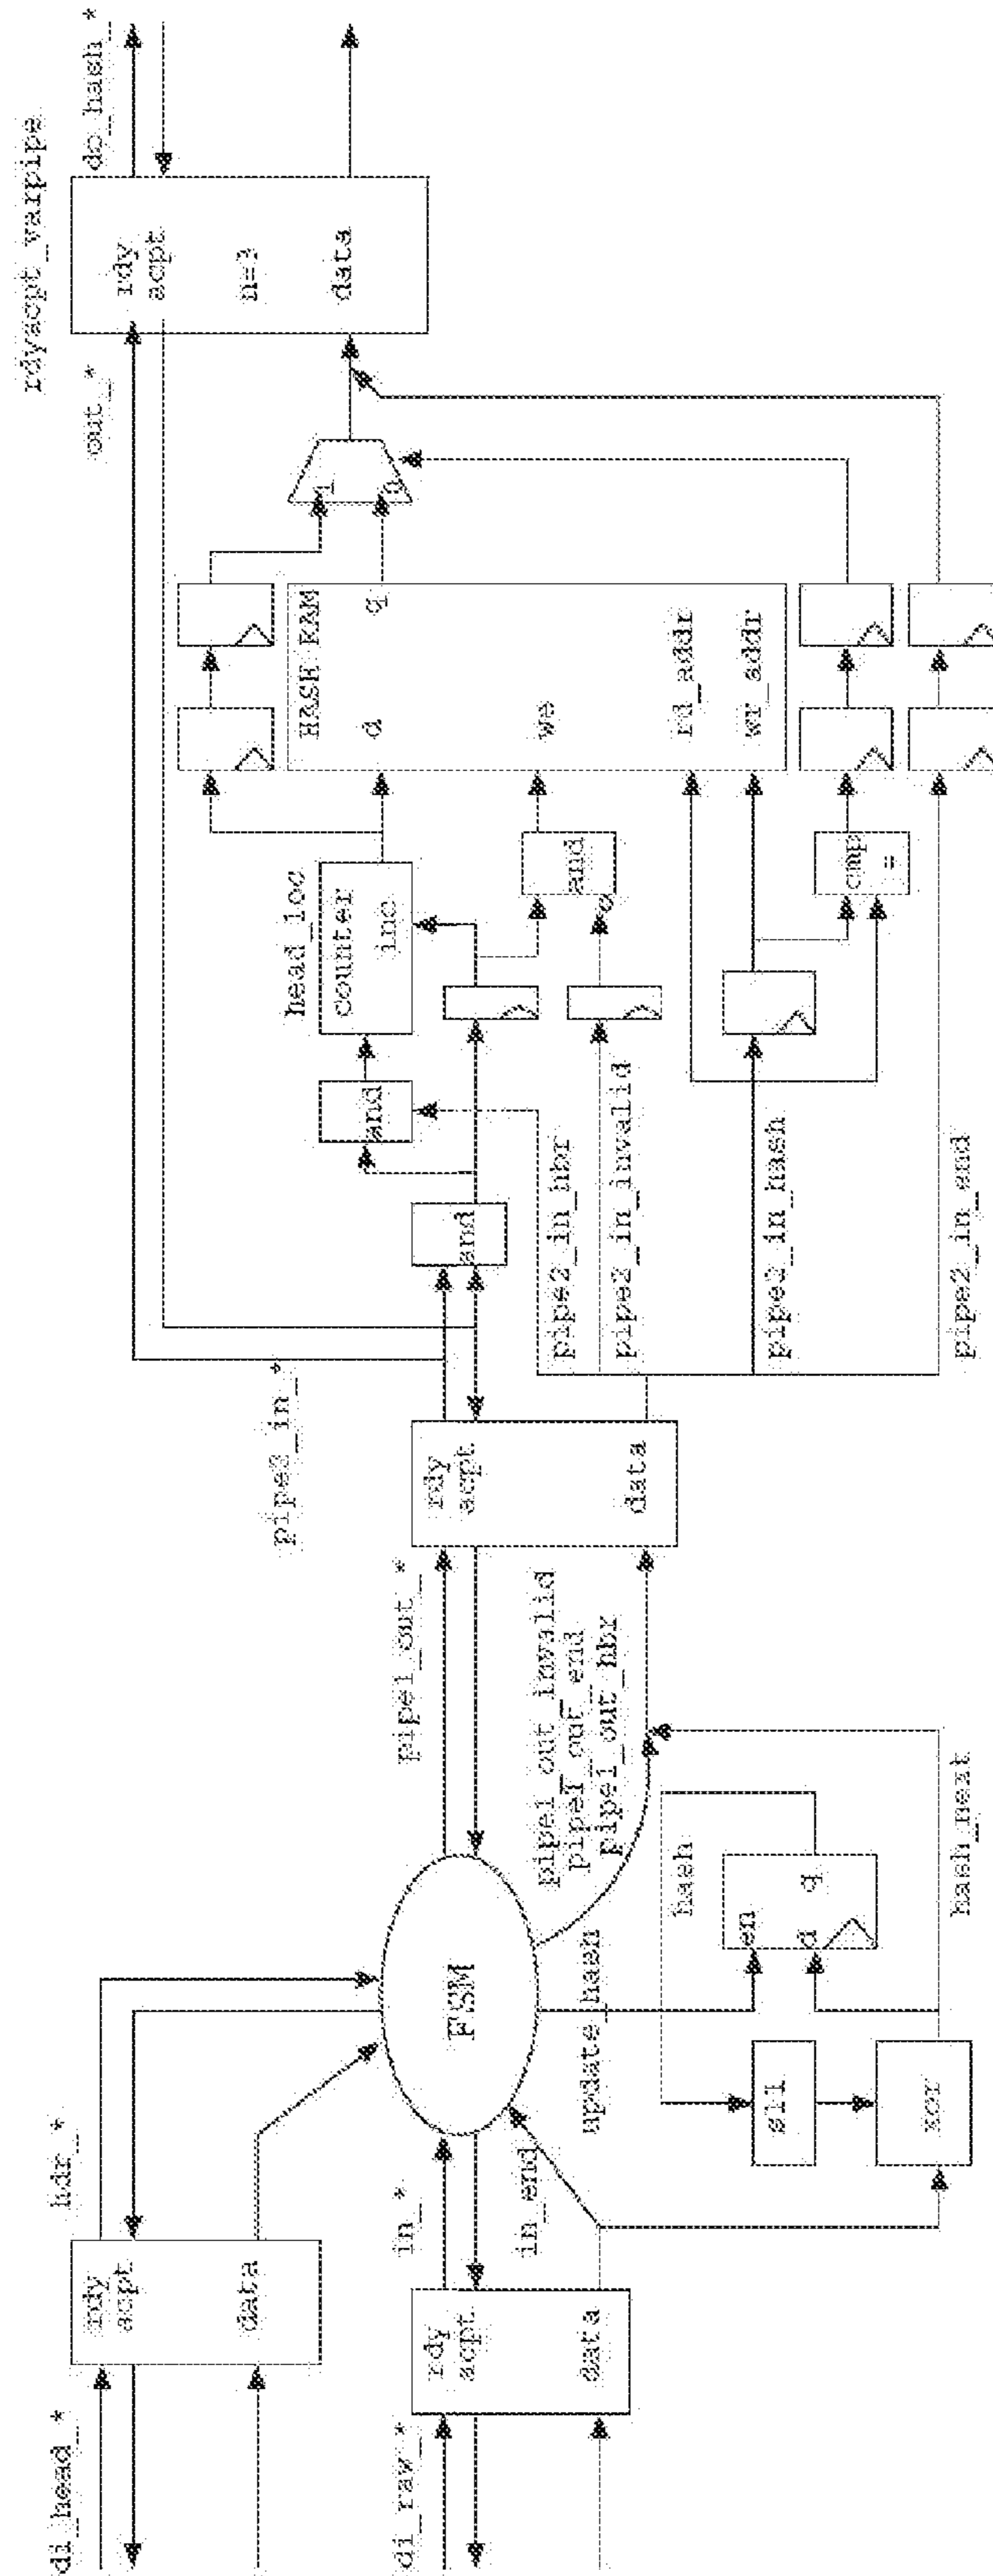 di_head_*
rdy
acpt
data
hdr_*
di_raw_*
rdy
acpt
data
in_*
in_end
FSM
update_hash
sll
xor
hash
en
d
q
hash_next
pipe1_out_*
pipe1_out_invalid
pipe1_out_end
pipe1_out_hbr
rdy
acpt
data
pipe2_in_*
pipe2_in_hbr
pipe2_in_invalid
pipe2_in_hash
pipe2_in_end
and
and
head_loc
counter
inc
and
cmp
=
HASH RAM
d
q
we
rd_addr
wr_addr
1
0
out_*
rdyacpt_varpipe
rdy
acpt
n=3
data
do_hash_*